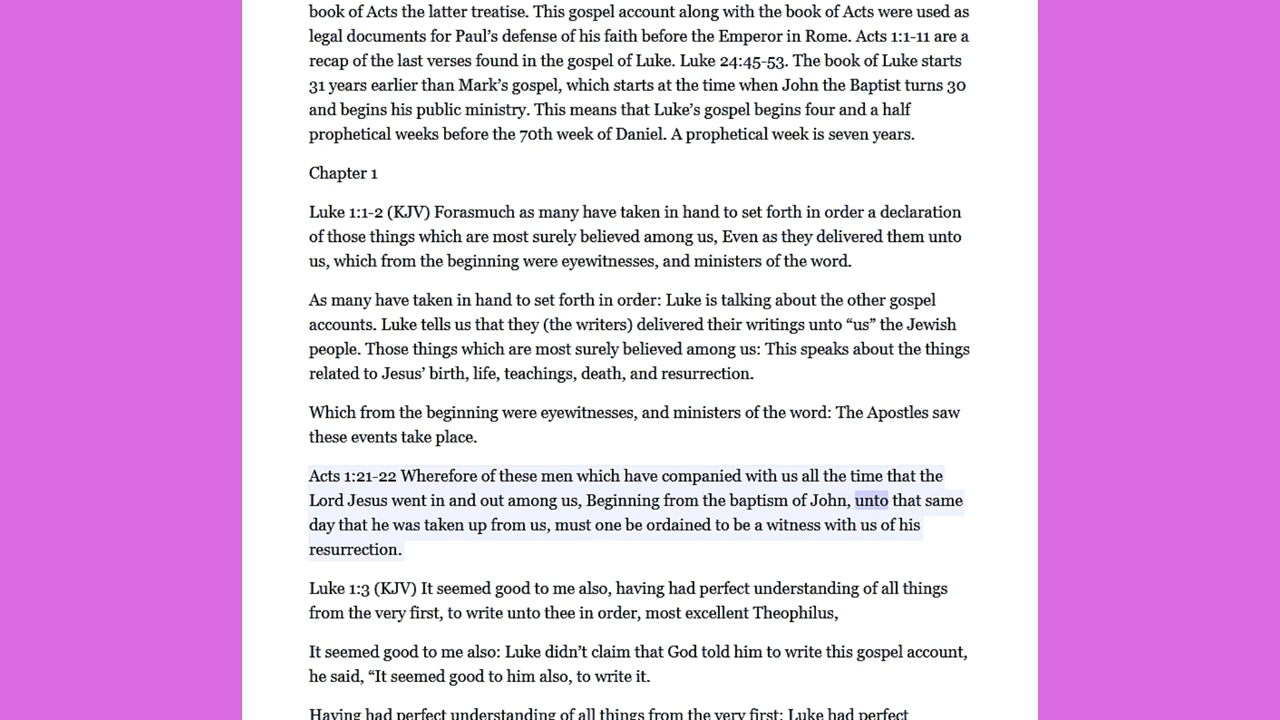 book of Acts the latter treatise. This gospel account along with the book of Acts were used as
legal documents for Paul’s defense of his faith before the Emperor in Rome. Acts 1:1-11 are a
recap of the last verses found in the gospel of Luke. Luke 24:45-53. The book of Luke starts
31 years earlier than Mark’s gospel, which starts at the time when John the Baptist turns 30
and begins his public ministry. This means that Luke’s gospel begins four and a half
prophetical weeks before the 70th week of Daniel. A prophetical week is seven years.
Chapter 1
Luke 1:1-2 (KJV) Forasmuch as many have taken in hand to set forth in order a declaration
of those things which are most surely believed among us, Even as they delivered them unto
us, which from the beginning were eyewitnesses, and ministers of the word.
As many have taken in hand to set forth in order: Luke is talking about the other gospel
accounts. Luke tells us that they (the writers) delivered their writings unto “us” the Jewish
people. Those things which are most surely believed among us: This speaks about the things
related to Jesus’ birth, life, teachings, death, and resurrection.
Which from the beginning were eyewitnesses, and ministers of the word: The Apostles saw
these events take place.
Acts 1:21-22 Wherefore of these men which have companied with us all the time that the
Lord Jesus went in and out among us, Beginning from the baptism of John, unto that same
day that he was taken up from us, must one be ordained to be a witness with us of his
resurrection.
Luke 1:3 (KJV) It seemed good to me also, having had perfect understanding of all things
from the very first, to write unto thee in order, most excellent Theophilus,
It seemed good to me also: Luke didn’t claim that God told him to write this gospel account,
he said, “It seemed good to him also, to write it.
Having had perfect understanding of all things from the very first: Luke had perfect